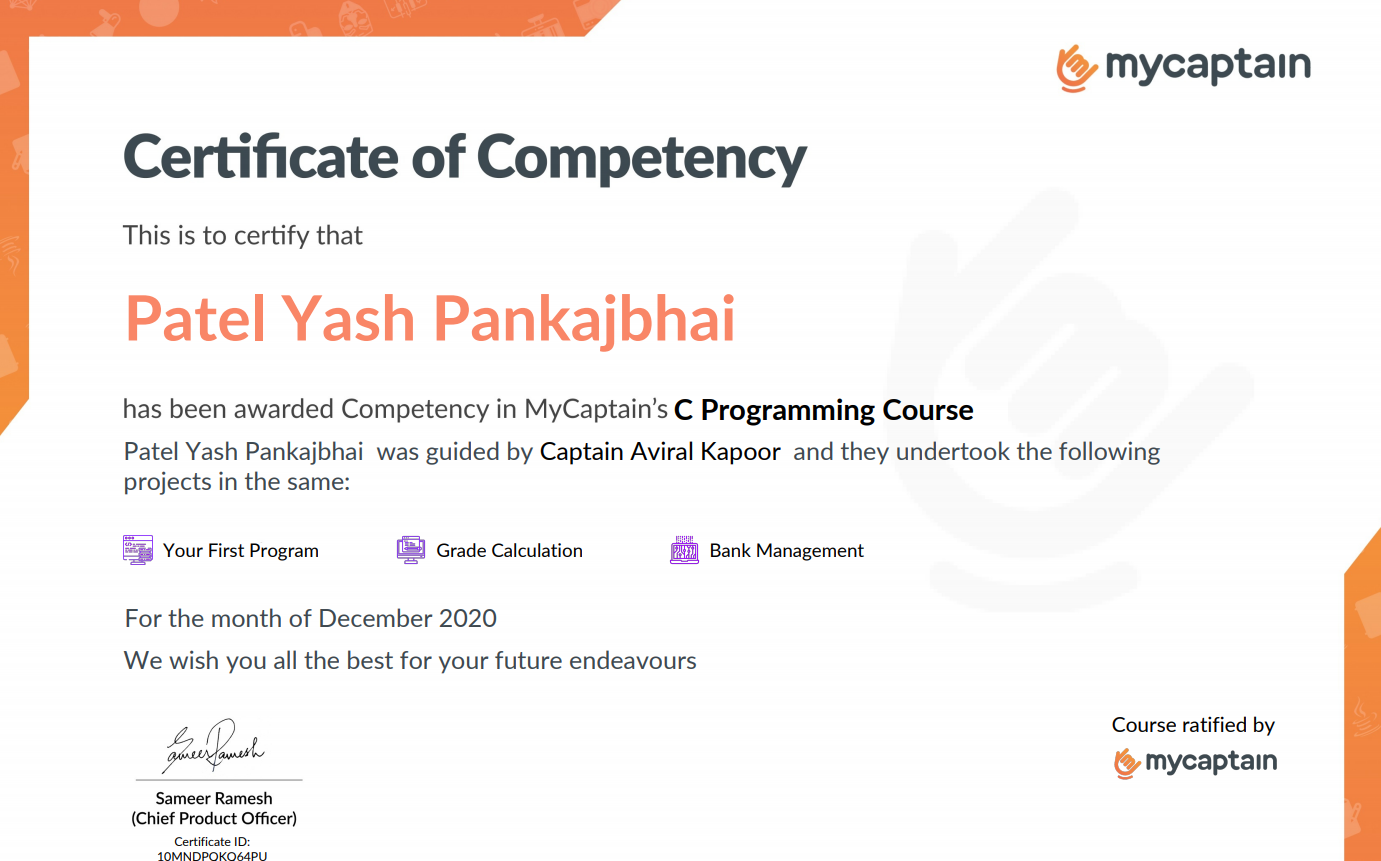 mycaptain
Certificate of Competency
This is to certify that
Patel Yash Pankajbhai
has been awarded Competency in MyCaptain's C Programming Course
Patel Yash Pankajbhai was guided by Captain Aviral Kapoor and they undertook the following
projects in the same:
Your First Program Grade Calculation Bank Management
For the month of December 2020
We wish you all the best for your future endeavours
Sameer Ramesh
Course ratified by
mycaptain
Sameer Ramesh
(Chief Product Officer)
Certificate ID:
10MNDPOKO64PU